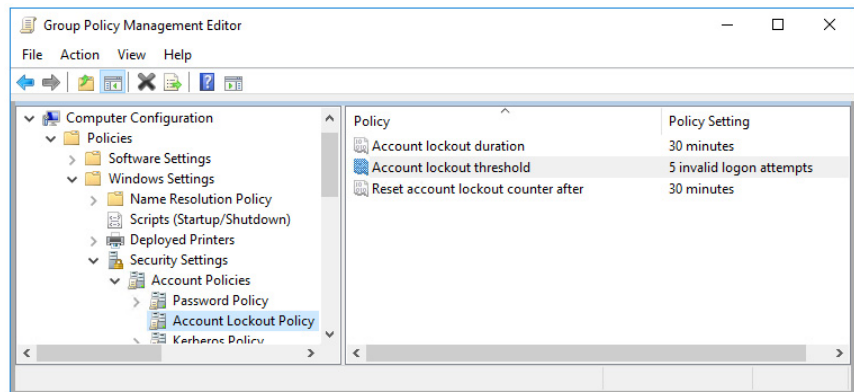 Group Policy Management Editor
File Action View Help
Computer Configuration
Policies
Software Settings
Windows Settings
Name Resolution Policy
Scripts (Startup/Shutdown)
Deployed Printers
Security Settings
Account Policies
Password Policy
Account Lockout Policy
Kerberos Policy
Policy Policy Setting
Account lockout duration 30 minutes
Account lockout threshold 5 invalid logon attempts
Reset account lockout counter after 30 minutes